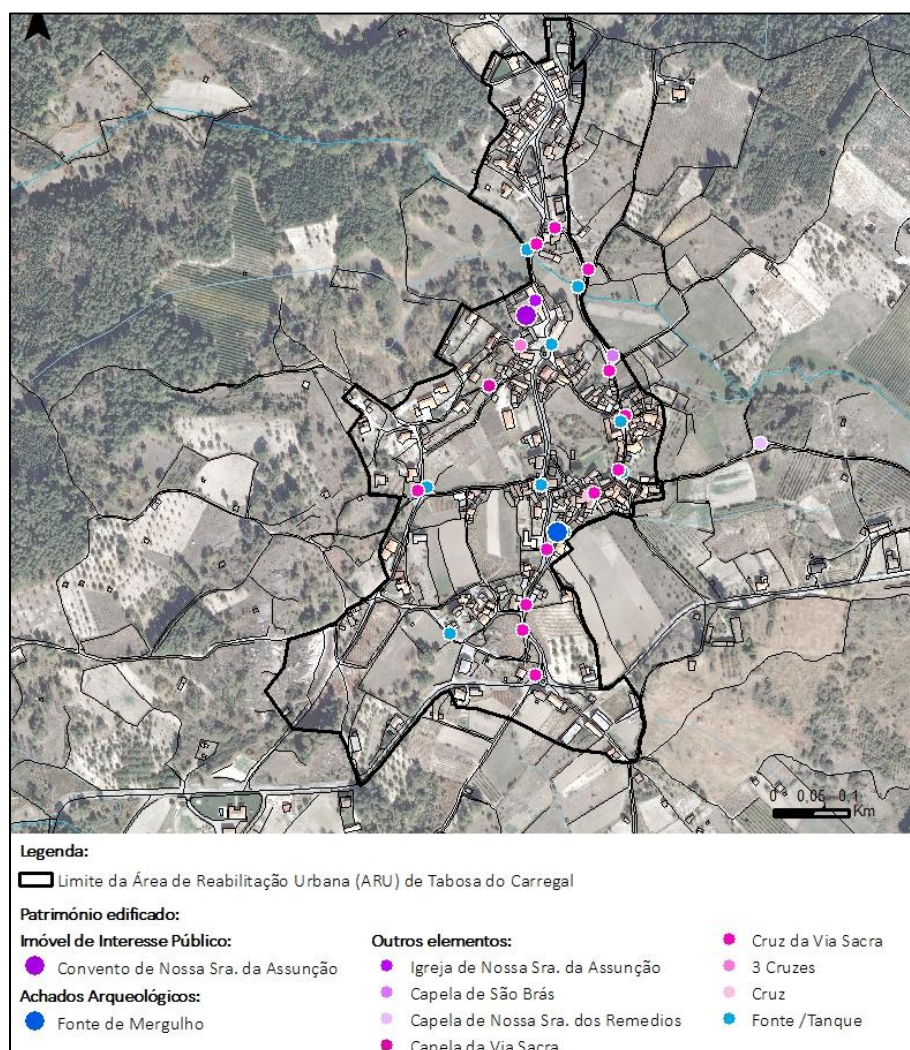 0 0,05 0,1
Km
Legenda:
Limite da Área de Reabilitação Urbana (ARU) de Tabosa do Carregal
Património edificado:
Imóvel de Interesse Público:
Convento de Nossa Sra. da Assunção
Achados Arqueológicos:
Fonte de Mergulho
Outros elementos:
Igreja de Nossa Sra. da Assunção
Capela de São Brás
Capela de Nossa Sra. dos Remedios
Capela da Via Sacra
Cruz da Via Sacra
3 Cruzes
Cruz
Fonte /Tanque